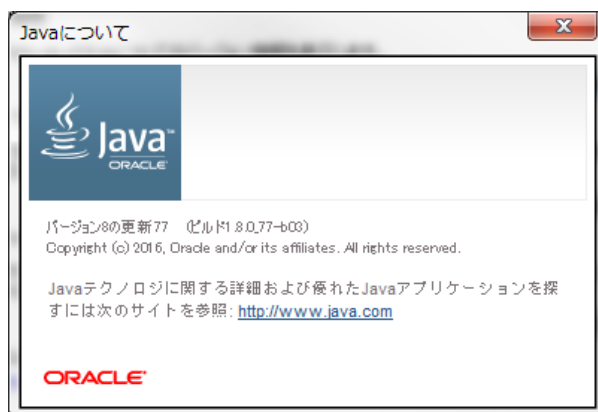 Javaについて
Java™
ORACLE
バージョン8の更新77 (ビルド1.8.0_77-b03)
Copyright (c) 2016, Oracle and/or its affiliates. All rights reserved.
Javaテクノロジに関する詳細および優れたJavaアプリケーションを探
すには次のサイトを参照: http://www.java.com
ORACLE